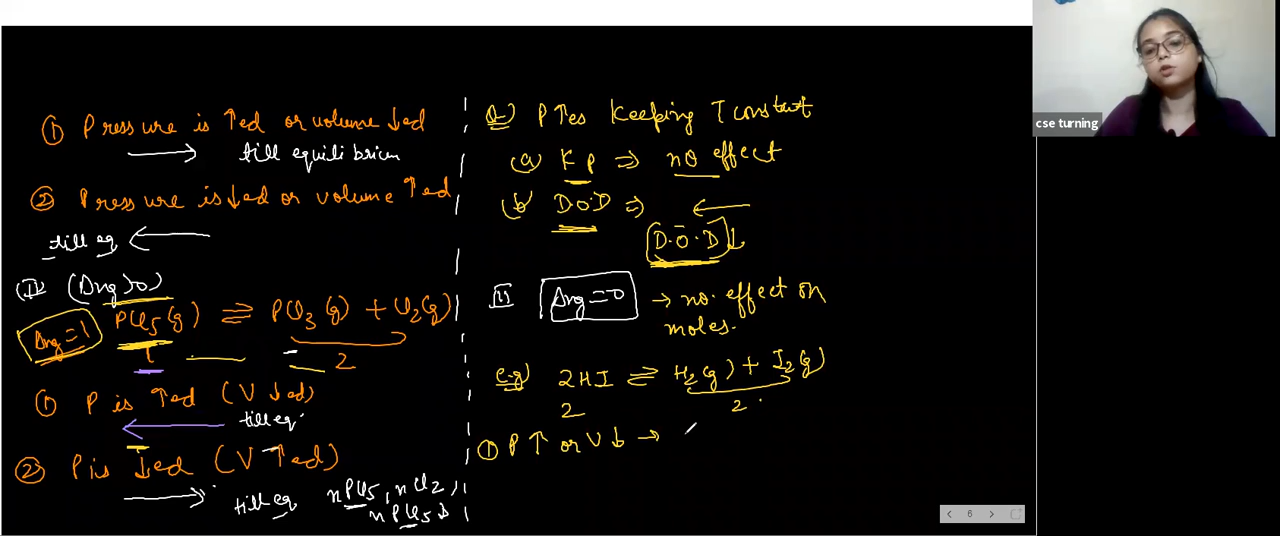 ① Pressure is ↑ed or volume ↓ed
→ till equilibrium
② Pressure is ↓ed or volume ↑ed
till eq ←
II (Δng>0)
Δng=1 PCl5(g) ⇌ PCl3(g) + Cl2(g)
1 2
① P is ↑ed (V ↓ed)
← till eq.
② P is ↓ed (V ↑ed)
→ till eq nPCl5, nCl2
nPCl5 ↓
Q) P ↑es Keeping T constant
(a) Kp ⇒ no effect
(b) D.O.D ⇒ ←
D.O.D ↓
II Δng=0 → no. effect on
moles.
e.g) 2HI ⇌ H2(g) + I2(g)
2 2
① P ↑ or V ↓ →
cse turning
6